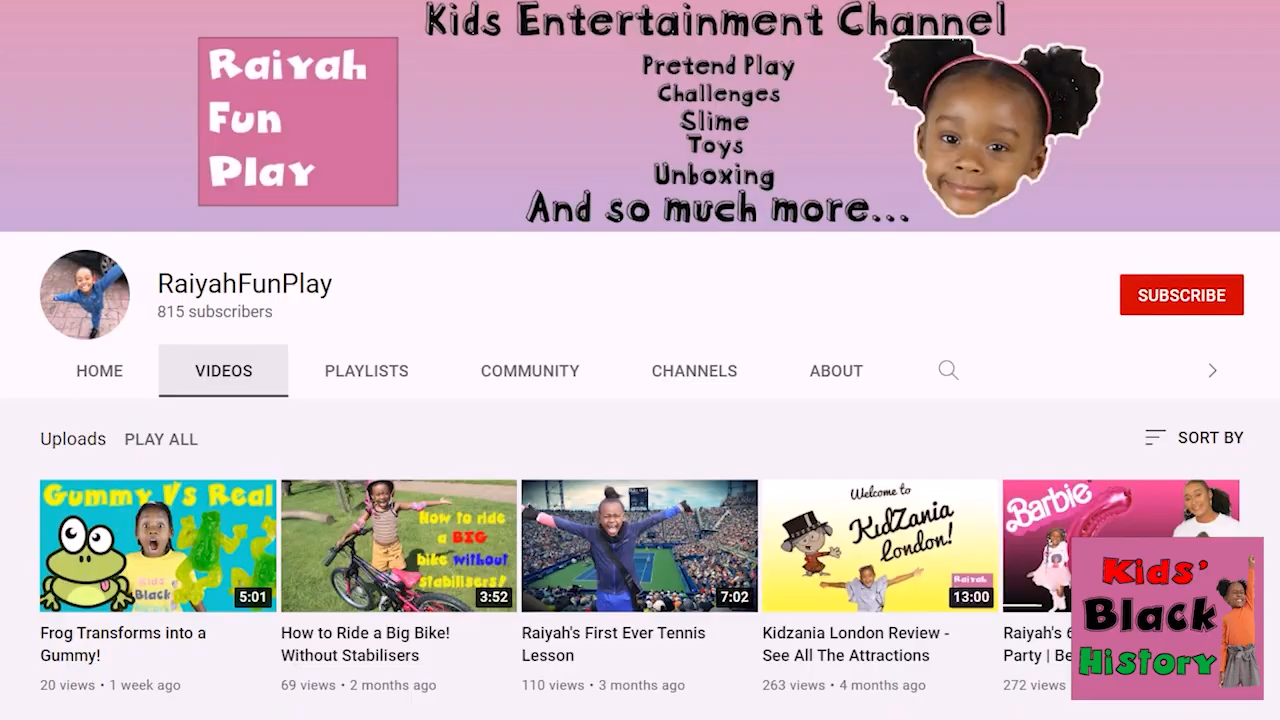 Kids Entertainment Channel
Raiyah
Fun
Play
Pretend Play
Challenges
Slime
Toys
Unboxing
And so much more...
RaiyahFunPlay
815 subscribers
SUBSCRIBE
HOME
VIDEOS
PLAYLISTS
COMMUNITY
CHANNELS
ABOUT
Uploads
PLAY ALL
SORT BY
Gummy Vs Real
Kids
Black
5:01
How to ride
a BIG
bike without
stabilisers!
3:52
7:02
Welcome to
KidZania
London!
Raiyah
13:00
Barbie
Frog Transforms into a
Gummy!
20 views • 1 week ago
How to Ride a Big Bike!
Without Stabilisers
69 views • 2 months ago
Raiyah's First Ever Tennis
Lesson
110 views • 3 months ago
Kidzania London Review -
See All The Attractions
263 views • 4 months ago
Raiyah's 6
Party | Be
272 views
Kids'
Black
History